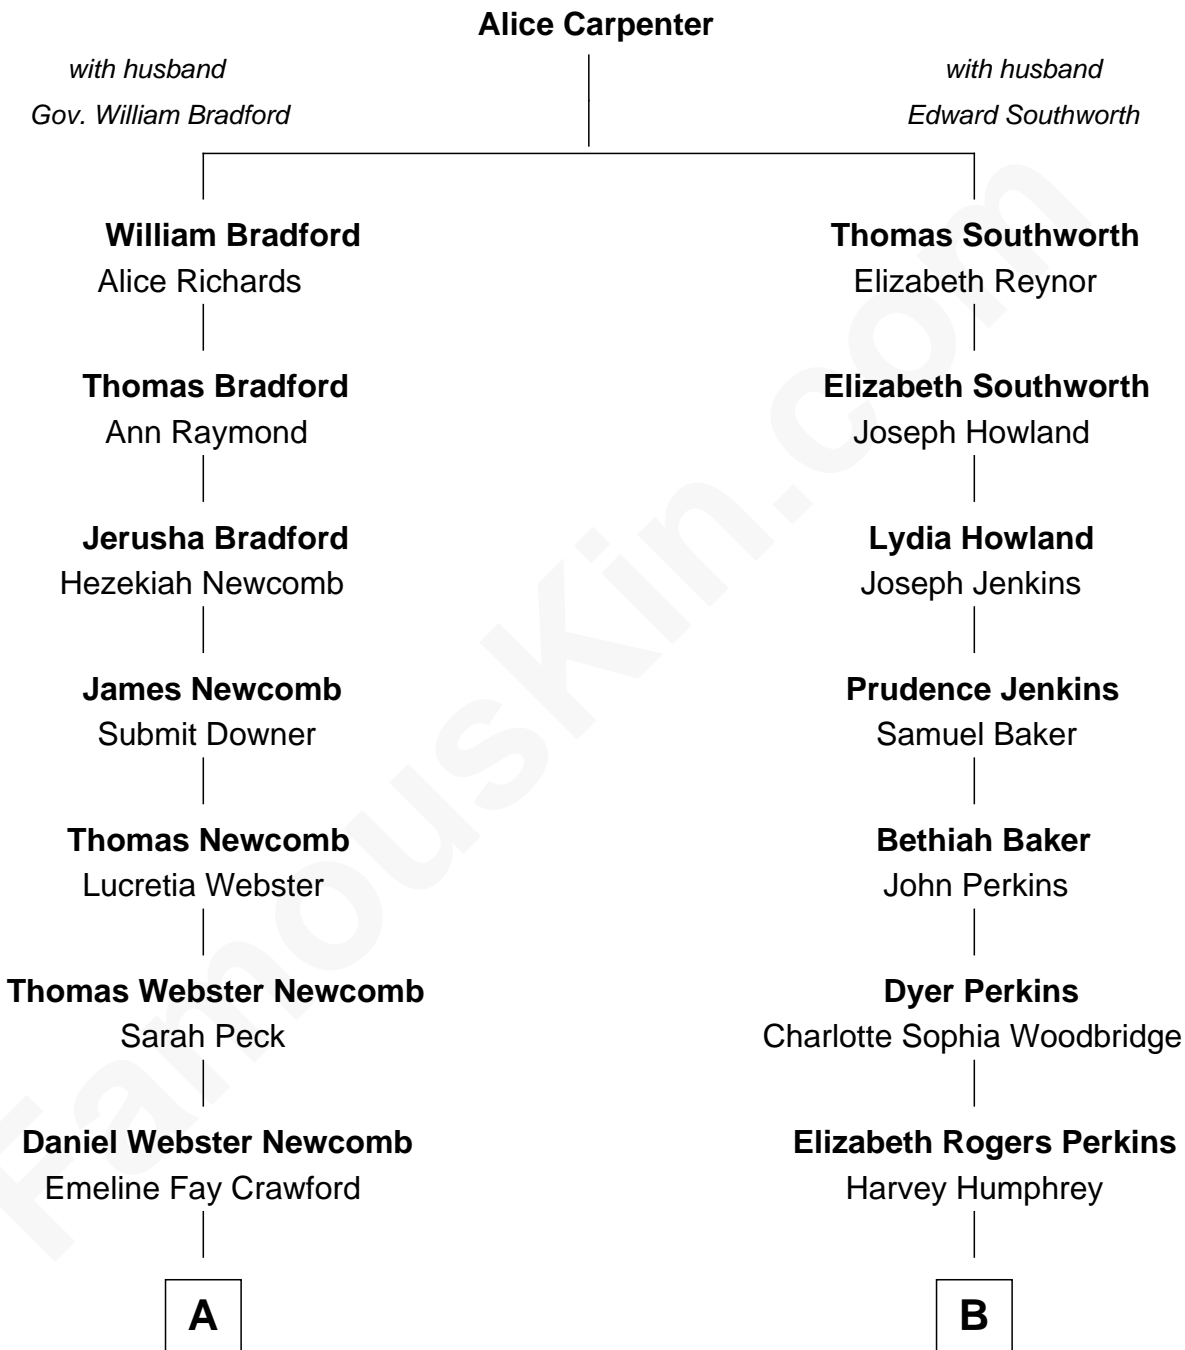 Alice Carpenter
with husband
Gov. William Bradford
with husband
Edward Southworth
William Bradford
Alice Richards
Thomas Bradford
Ann Raymond
Jerusha Bradford
Hezekiah Newcomb
James Newcomb
Submit Downer
Thomas Newcomb
Lucretia Webster
Thomas Webster Newcomb
Sarah Peck
Daniel Webster Newcomb
Emeline Fay Crawford
A
Thomas Southworth
Elizabeth Reynor
Elizabeth Southworth
Joseph Howland
Lydia Howland
Joseph Jenkins
Prudence Jenkins
Samuel Baker
Bethiah Baker
John Perkins
Dyer Perkins
Charlotte Sophia Woodbridge
Elizabeth Rogers Perkins
Harvey Humphrey
B
FamousKin.com